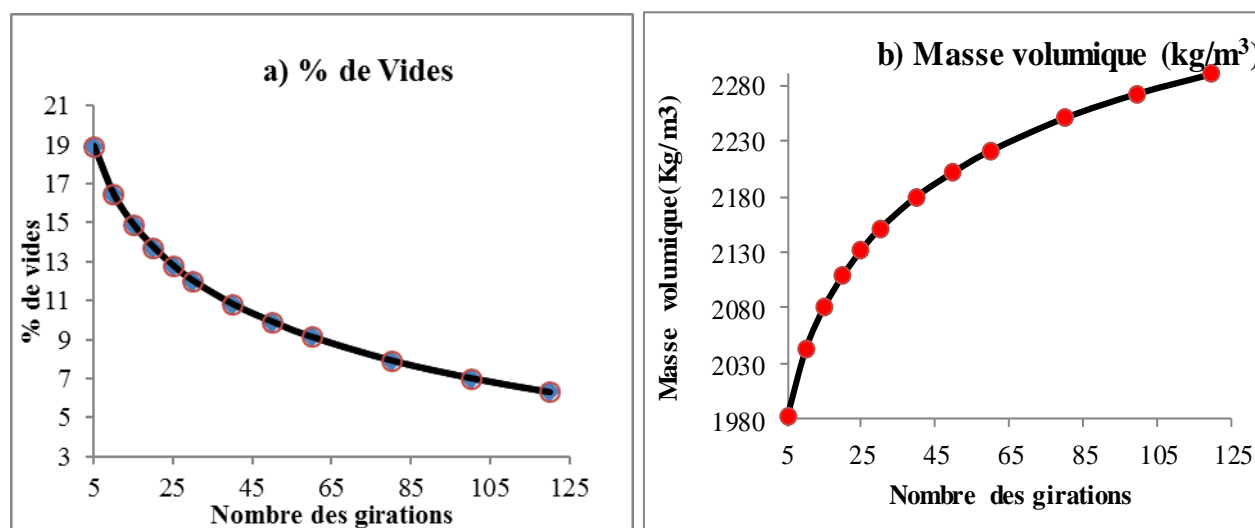 a) % de Vides
21
19
17
15
13
11
9
7
5
3
% de vides
5 25 45 65 85 105 125
Nombre des girations
b) Masse volumique (kg/m³)
2280
2230
2180
2130
2080
2030
1980
Masse volumique(Kg/m3)
5 25 45 65 85 105 125
Nombre des girations